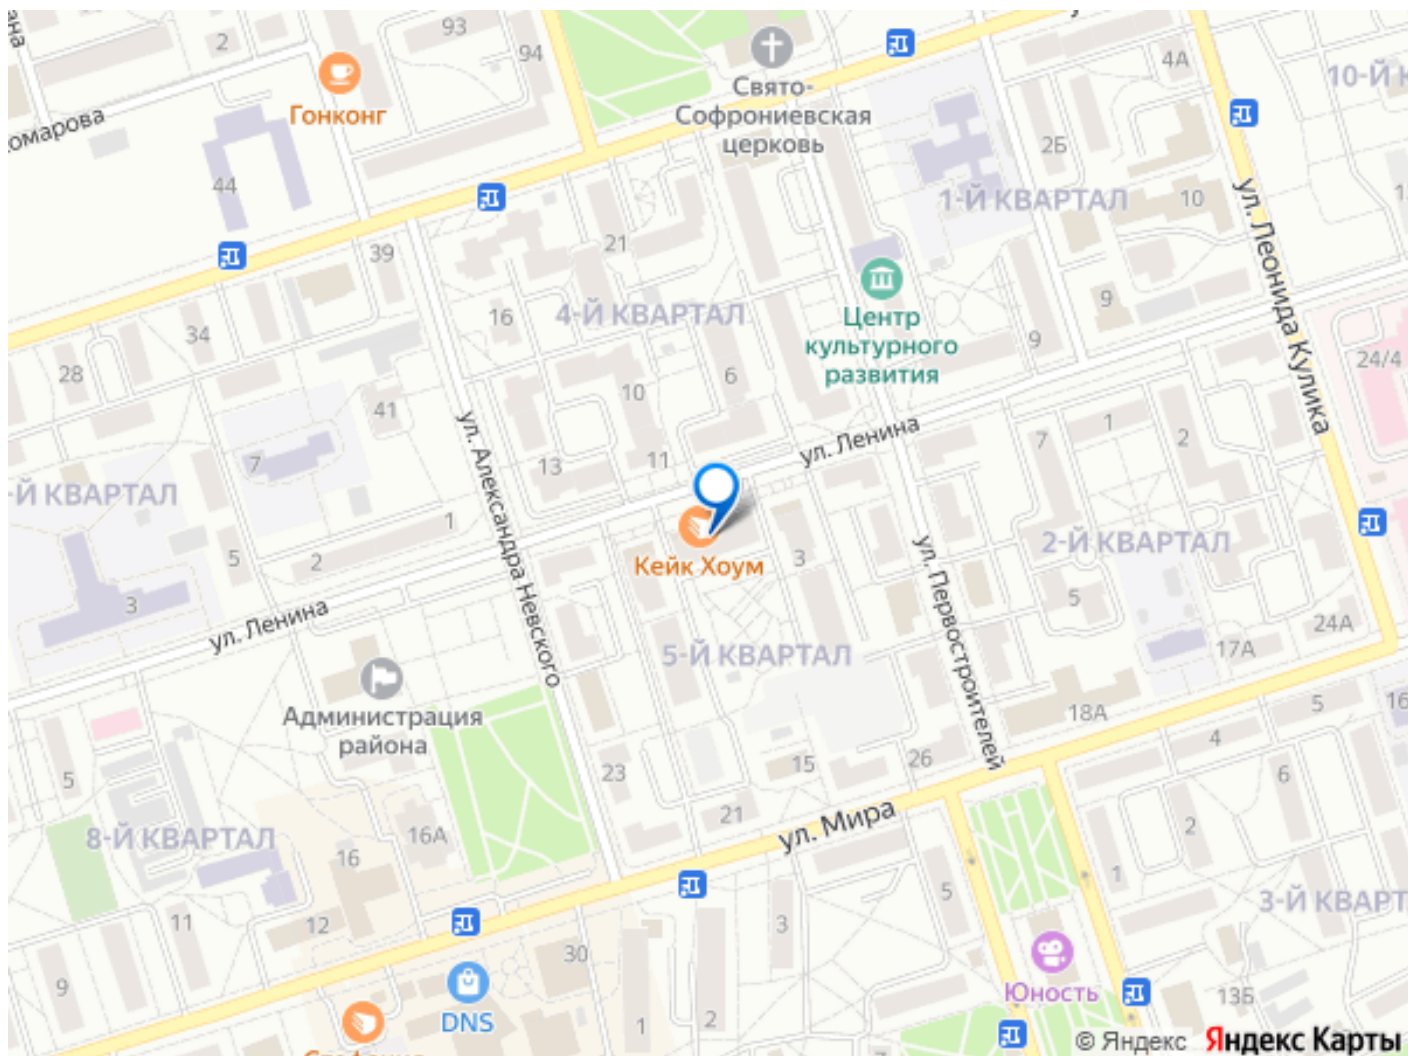 93
94
2
4А
10-Й К
Гонконг
Свято-
Софрониевская
церковь
омарова
2Б
44
1-Й КВАРТАЛ
10
ул. Леонида Кулика
39
21
Центр
культурного
развития
4-Й КВАРТАЛ
16
34
9
9
24/4
28
6
10
41
ул. Александра Невского
ул. Ленина
7
1
2
7
13
11
-Й КВАРТАЛ
1
5
2
Кейк Хоум
3
ул. Первостроителей
2-Й КВАРТАЛ
3
ул. Ленина
5
24А
17А
5-Й КВАРТАЛ
Администрация
района
18А
5
16
4
5
23
15
26
6
21
ул. Мира
2
8-Й КВАРТАЛ
16А
16
1
5
3-Й КВАРТ
11
12
3
30
9
Юность
13Б
DNS
1
2
© Яндекс Яндекс Карты